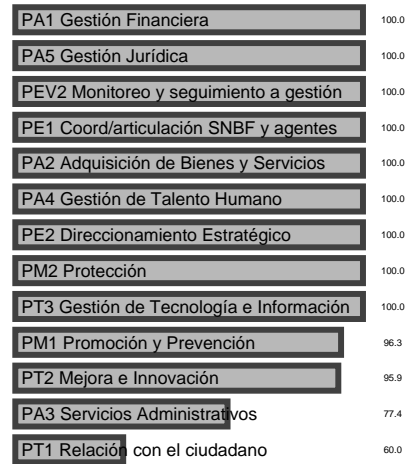 PA1 Gestión Financiera 100.0
PA5 Gestión Jurídica 100.0
PEV2 Monitoreo y seguimiento a gestión 100.0
PE1 Coord/articulación SNBF y agentes 100.0
PA2 Adquisición de Bienes y Servicios 100.0
PA4 Gestión de Talento Humano 100.0
PE2 Direccionamiento Estratégico 100.0
PM2 Protección 100.0
PT3 Gestión de Tecnología e Información 100.0
PM1 Promoción y Prevención 96.3
PT2 Mejora e Innovación 95.9
PA3 Servicios Administrativos 77.4
PT1 Relación con el ciudadano 60.0